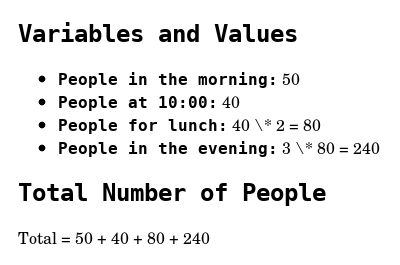 Variables and Values
• People in the morning: 50
• People at 10:00: 40
• People for lunch: 40 \* 2 = 80
• People in the evening: 3 \* 80 = 240
Total Number of People
Total = 50 + 40 + 80 + 240